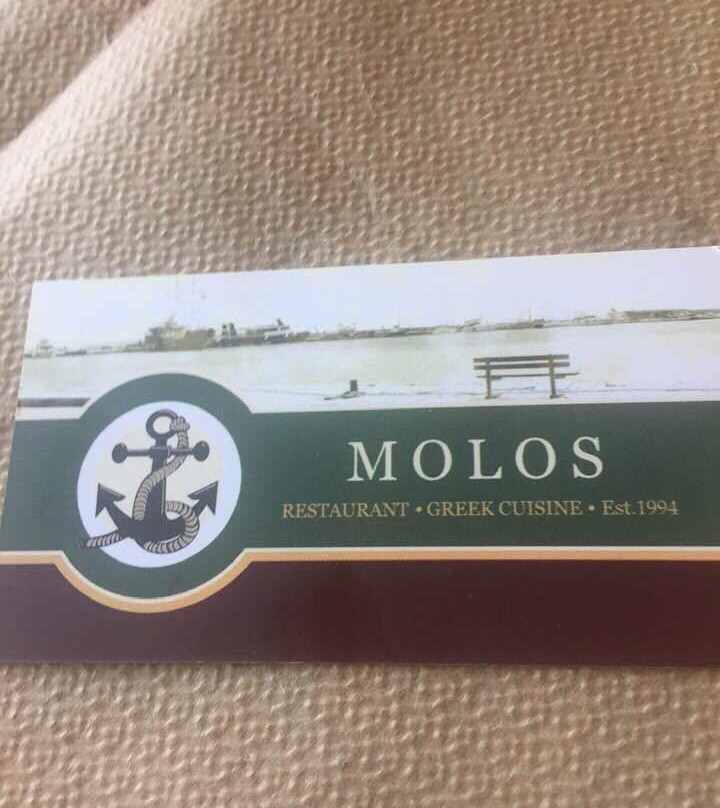 MOLOS
RESTAURANT • GREEK CUISINE • Est.1994